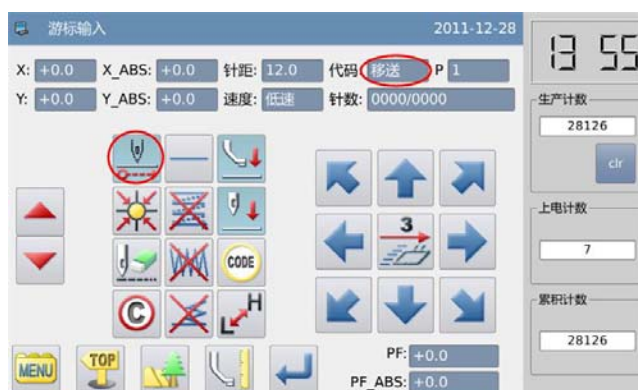 游标输入 2011-12-28
13 55
X: +0.0 X_ABS: +0.0 针距: 12.0 代码: 移送 P 1
Y: +0.0 Y_ABS: +0.0 速度: 低速 针数: 0000/0000
生产计数
28126
clr
上电计数
7
累积计数
28126
3
CODE
C
H
L
PF: +0.0
PF_ABS: +0.0
MENU
TOP